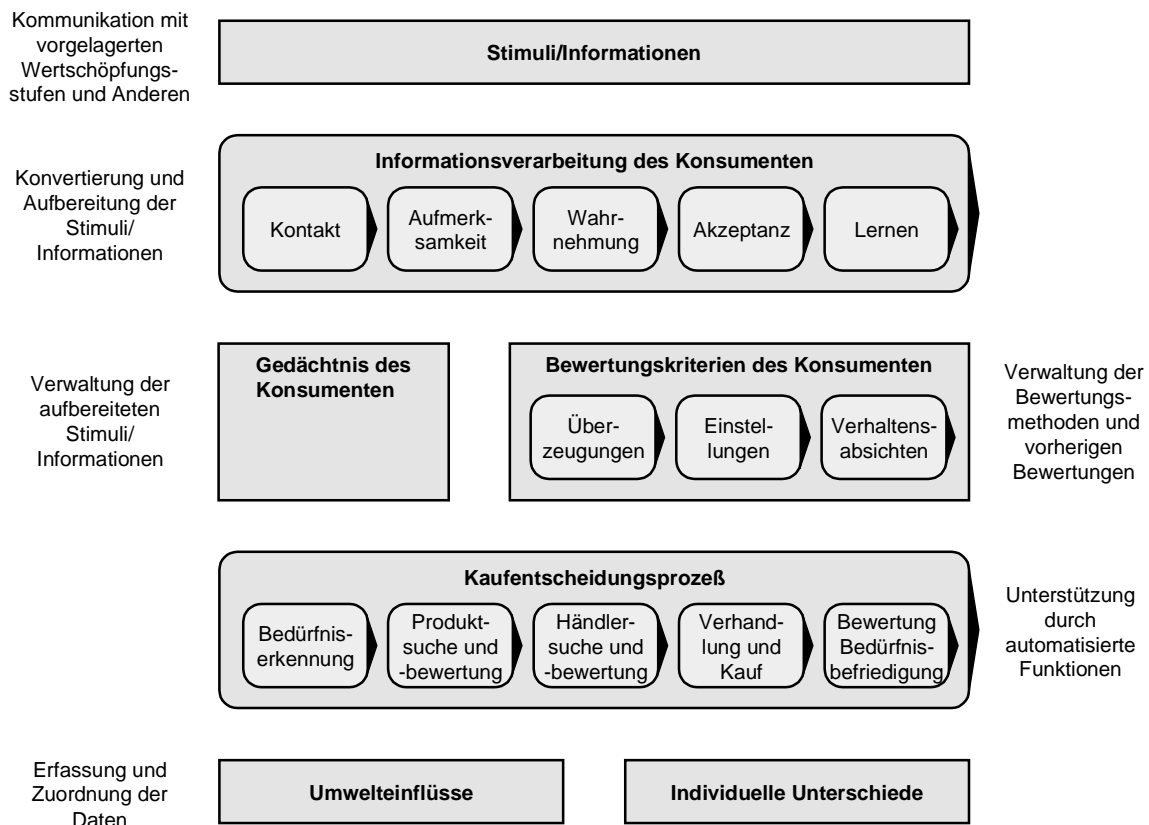 Kommunikation mit
vorgelagerten
Wertschöpfungs-
stufen und Anderen
Stimuli/Informationen
Konvertierung und
Aufbereitung der
Stimuli/
Informationen
Informationsverarbeitung des Konsumenten
Kontakt
Aufmerk-
samkeit
Wahr-
nehmung
Akzeptanz
Lernen
Verwaltung der
aufbereiteten
Stimuli/
Informationen
Gedächtnis des
Konsumenten
Bewertungskriterien des Konsumenten
Über-
zeugungen
Einstel-
lungen
Verhaltens-
absichten
Verwaltung der
Bewertungs-
methoden und
vorherigen
Bewertungen
Kaufentscheidungsprozeß
Bedürfnis-
erkennung
Produkt-
suche und
-bewertung
Händler-
suche und
-bewertung
Verhand-
lung und
Kauf
Bewertung
Bedürfnis-
befriedigung
Unterstützung
durch
automatisierte
Funktionen
Erfassung und
Zuordnung der
Daten
Umwelteinflüsse
Individuelle Unterschiede